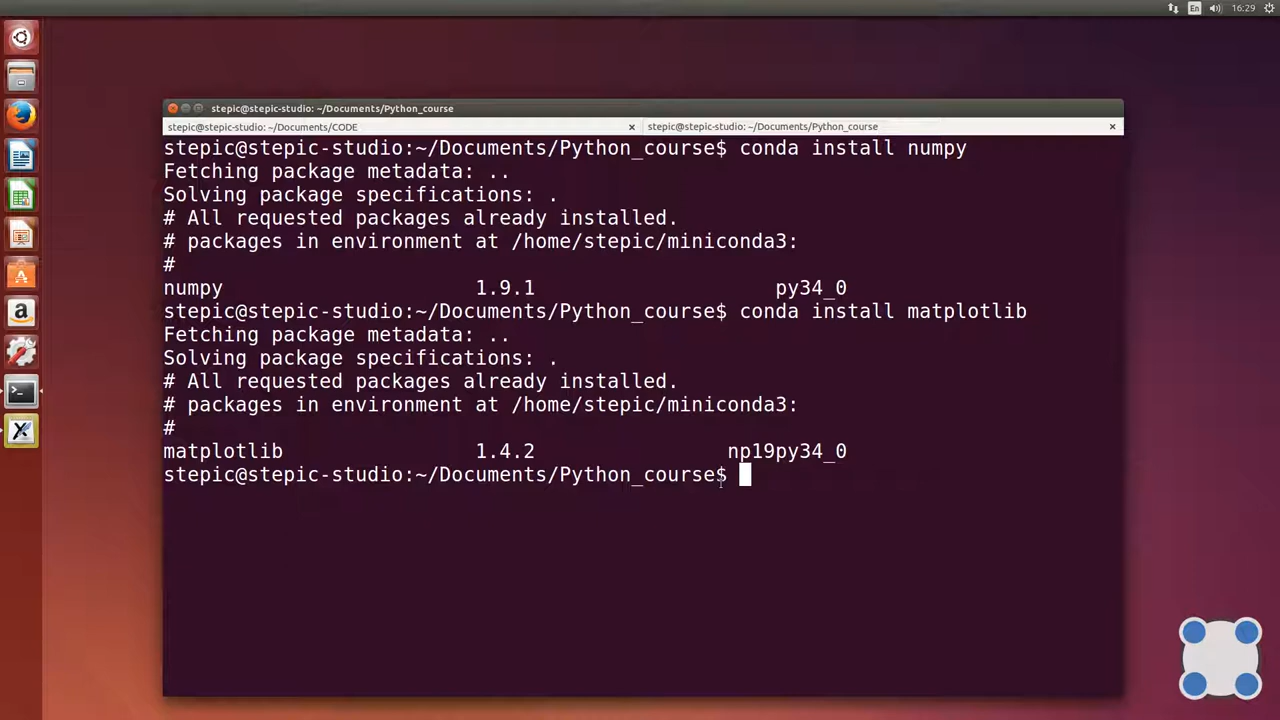 En 16:29
stepic@stepic-studio: ~/Documents/Python_course
stepic@stepic-studio: ~/Documents/CODE
stepic@stepic-studio: ~/Documents/Python_course
stepic@stepic-studio:~/Documents/Python_course$ conda install numpy
Fetching package metadata: ..
Solving package specifications: .
# All requested packages already installed.
# packages in environment at /home/stepic/miniconda3:
#
numpy 1.9.1 py34_0
stepic@stepic-studio:~/Documents/Python_course$ conda install matplotlib
Fetching package metadata: ..
Solving package specifications: .
# All requested packages already installed.
# packages in environment at /home/stepic/miniconda3:
#
matplotlib 1.4.2 np19py34_0
stepic@stepic-studio:~/Documents/Python_course$